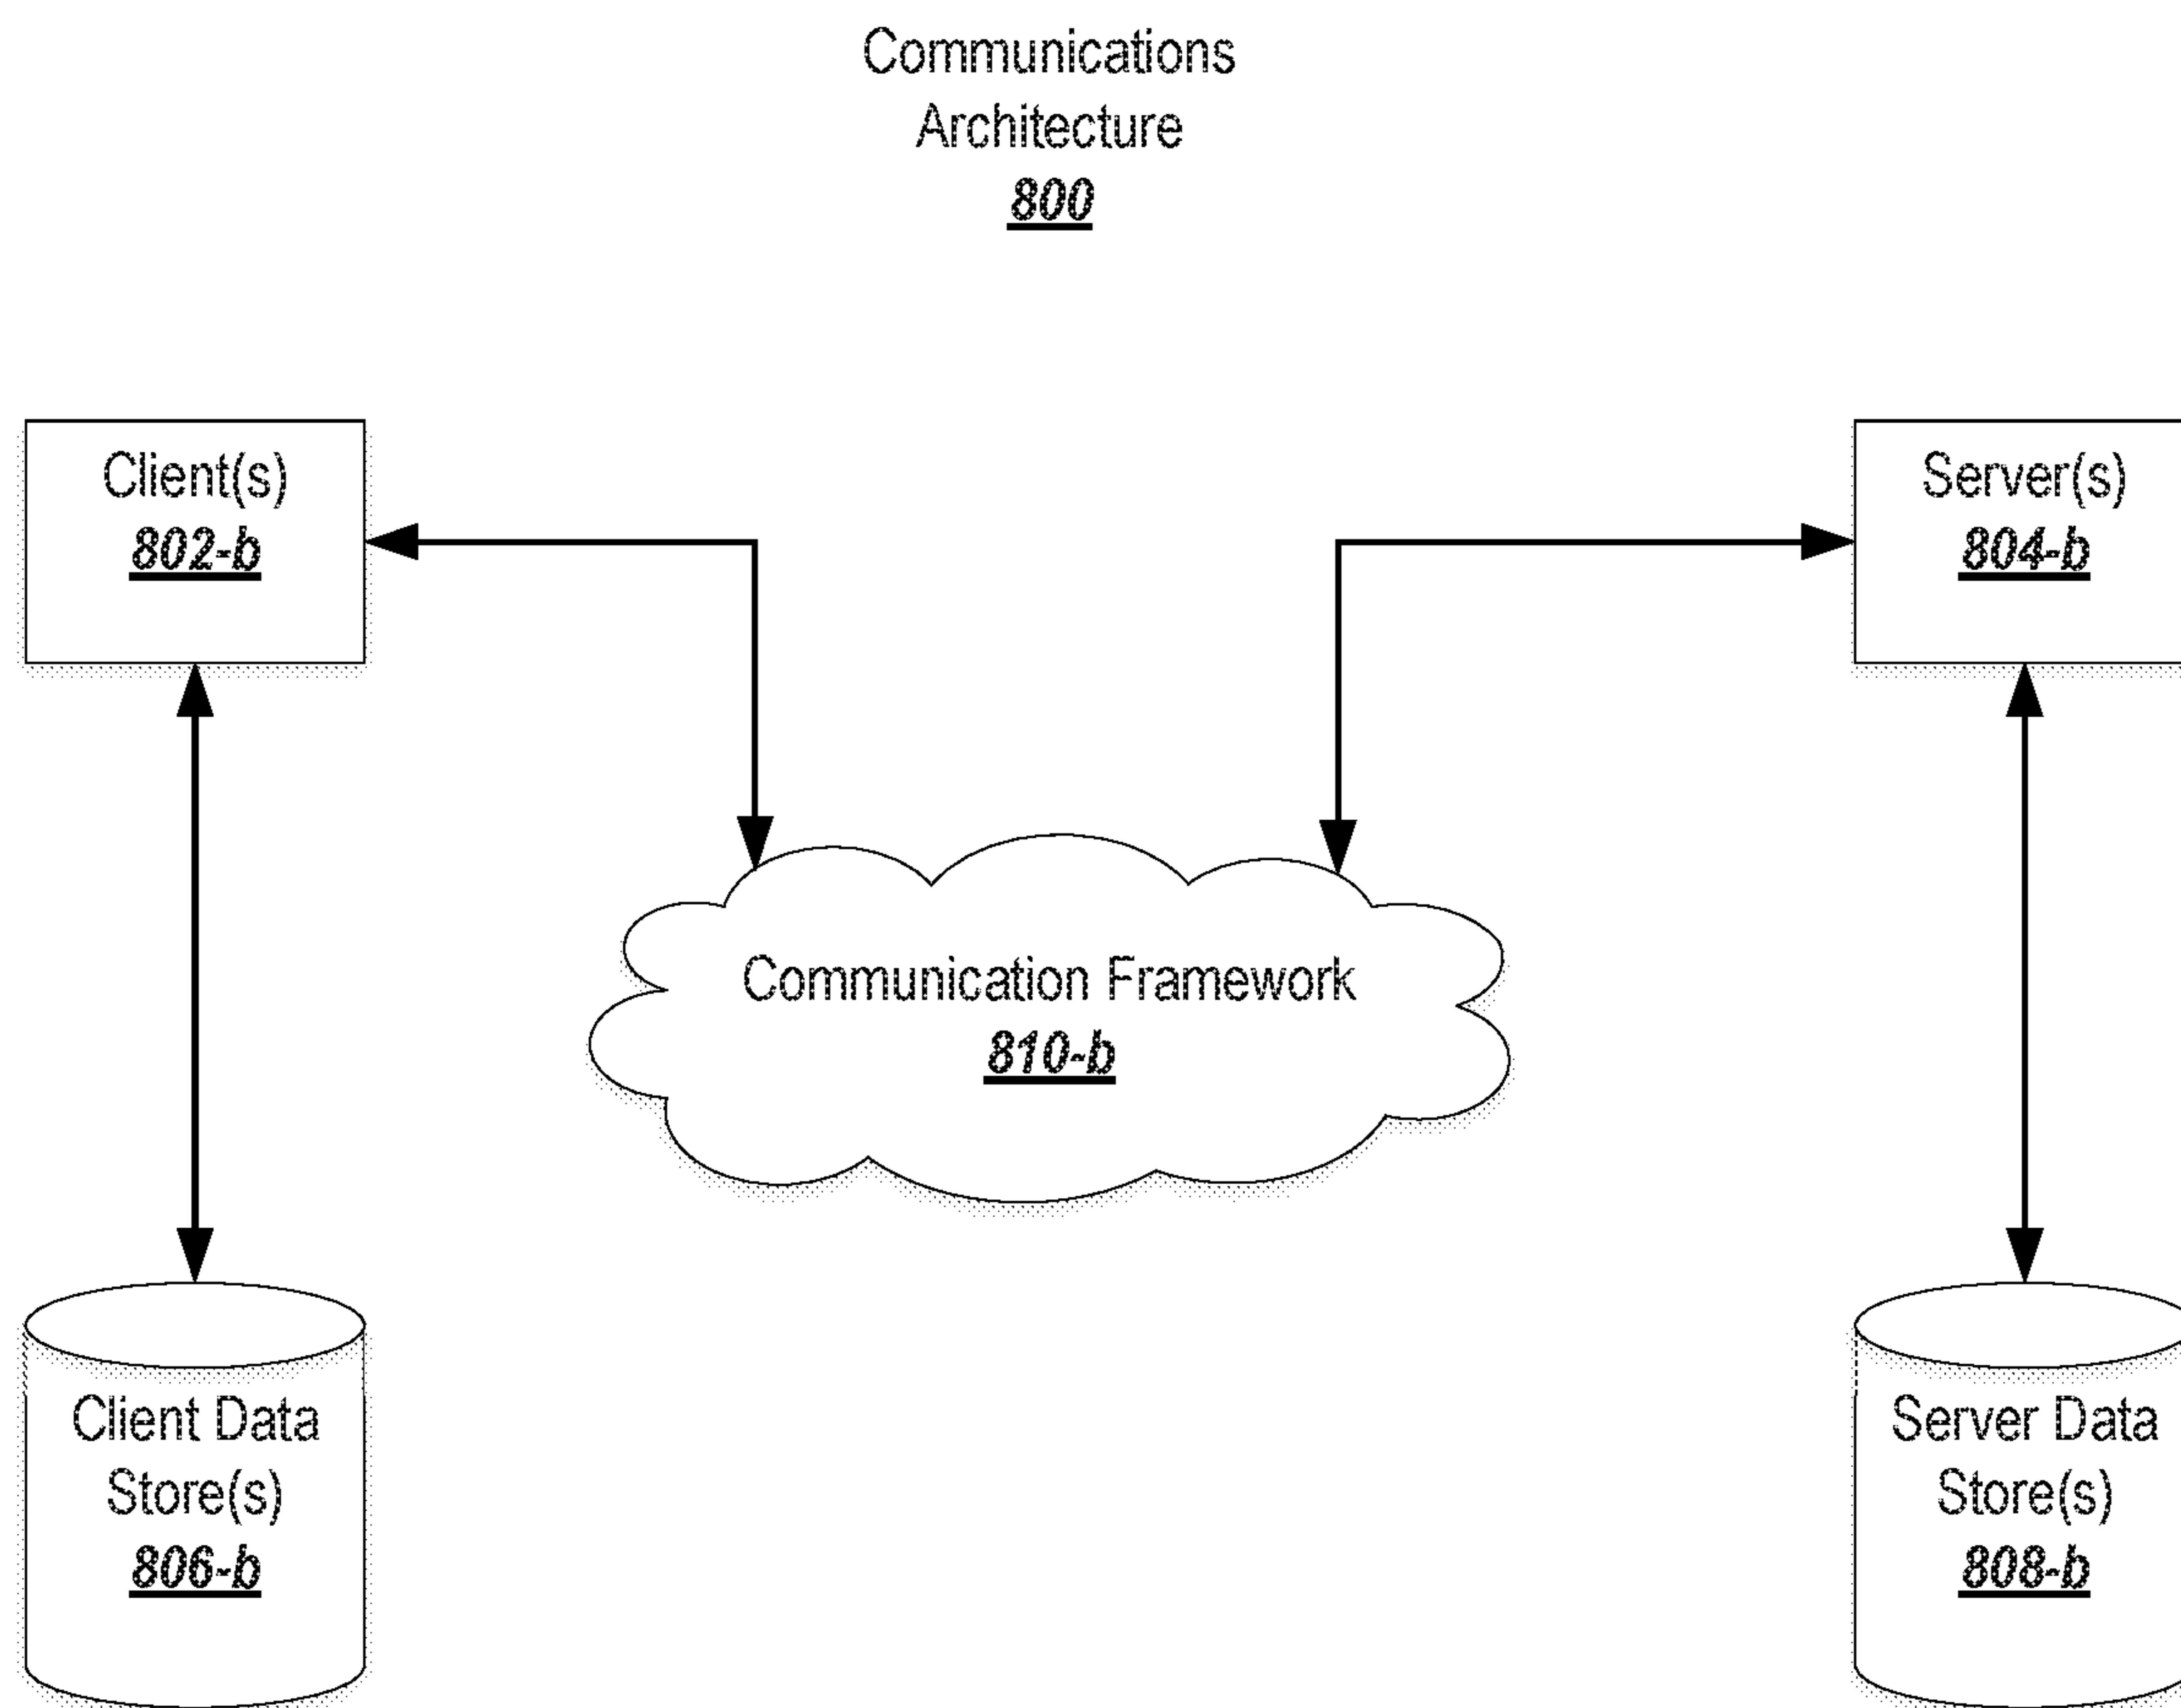 Communications
Architecture
800
Client(s)
802-b
Server(s)
804-b
Communication Framework
810-b
Client Data
Store(s)
806-b
Server Data
Store(s)
808-b